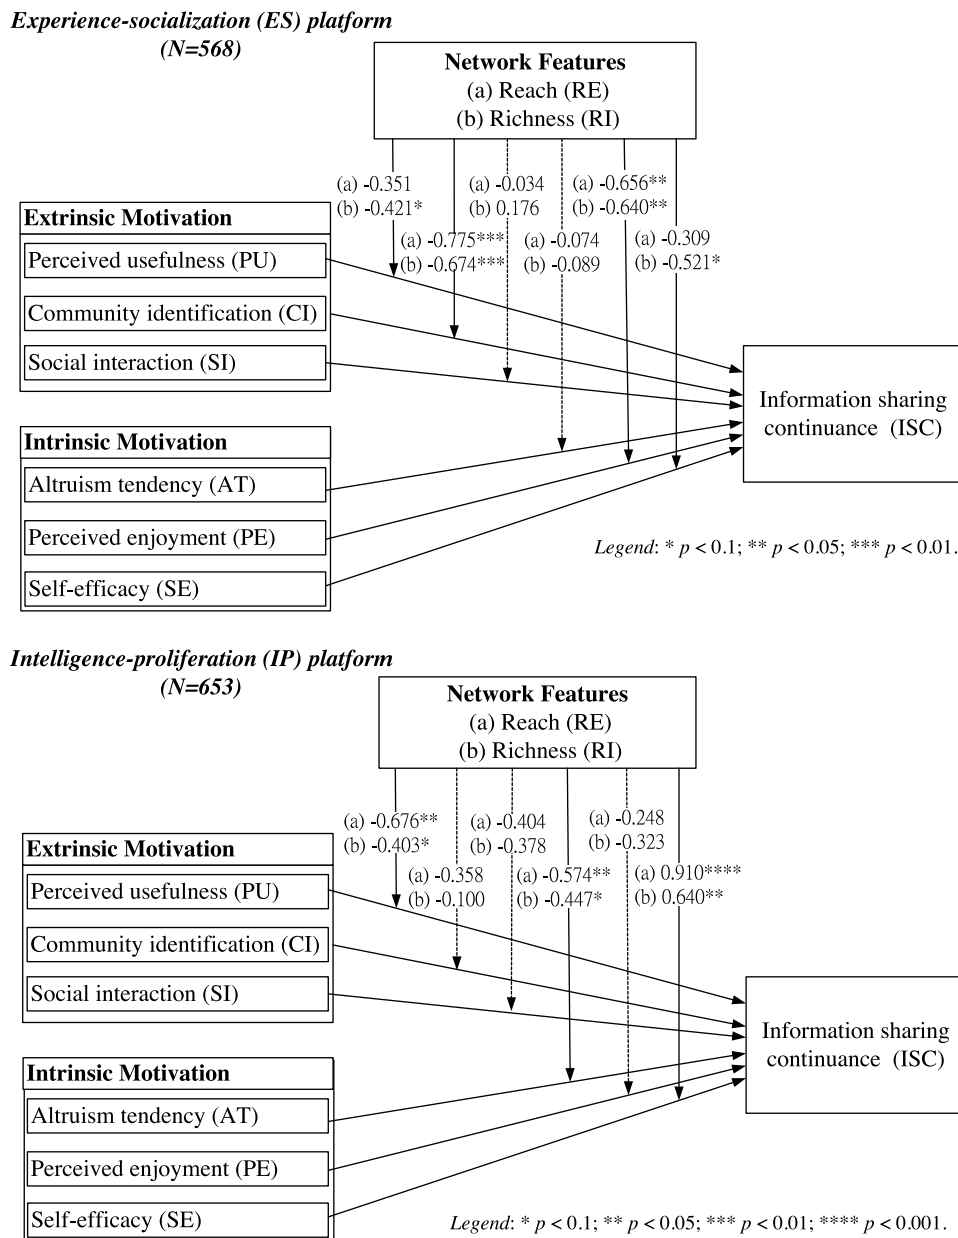 Experience-socialization (ES) platform
(N=568)
Network Features
(a) Reach (RE)
(b) Richness (RI)
(a) -0.351
(b) -0.421*
(a) -0.034
(b) 0.176
(a) -0.656**
(b) -0.640**
(a) -0.775***
(b) -0.674***
(a) -0.074
(b) -0.089
(a) -0.309
(b) -0.521*
Extrinsic Motivation
Perceived usefulness (PU)
Community identification (CI)
Social interaction (SI)
Information sharing
continuance (ISC)
Intrinsic Motivation
Altruism tendency (AT)
Perceived enjoyment (PE)
Self-efficacy (SE)
Legend: * p < 0.1; ** p < 0.05; *** p < 0.01.
Intelligence-proliferation (IP) platform
(N=653)
Network Features
(a) Reach (RE)
(b) Richness (RI)
(a) -0.676**
(b) -0.403*
(a) -0.404
(b) -0.378
(a) -0.248
(b) -0.323
(a) -0.358
(b) -0.100
(a) -0.574**
(b) -0.447*
(a) 0.910****
(b) 0.640**
Extrinsic Motivation
Perceived usefulness (PU)
Community identification (CI)
Social interaction (SI)
Information sharing
continuance (ISC)
Intrinsic Motivation
Altruism tendency (AT)
Perceived enjoyment (PE)
Self-efficacy (SE)
Legend: * p < 0.1; ** p < 0.05; *** p < 0.01; **** p < 0.001.